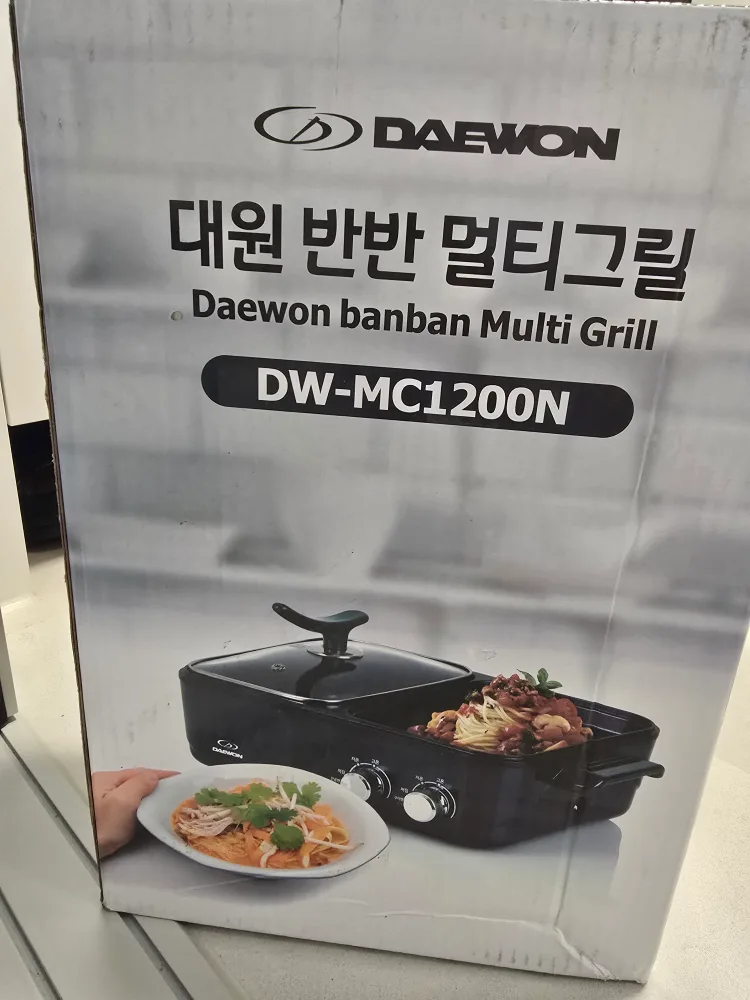 DAEWON
대원 반반 멀티그릴
Daewon banban Multi Grill
DW-MC1200N
DAEWON